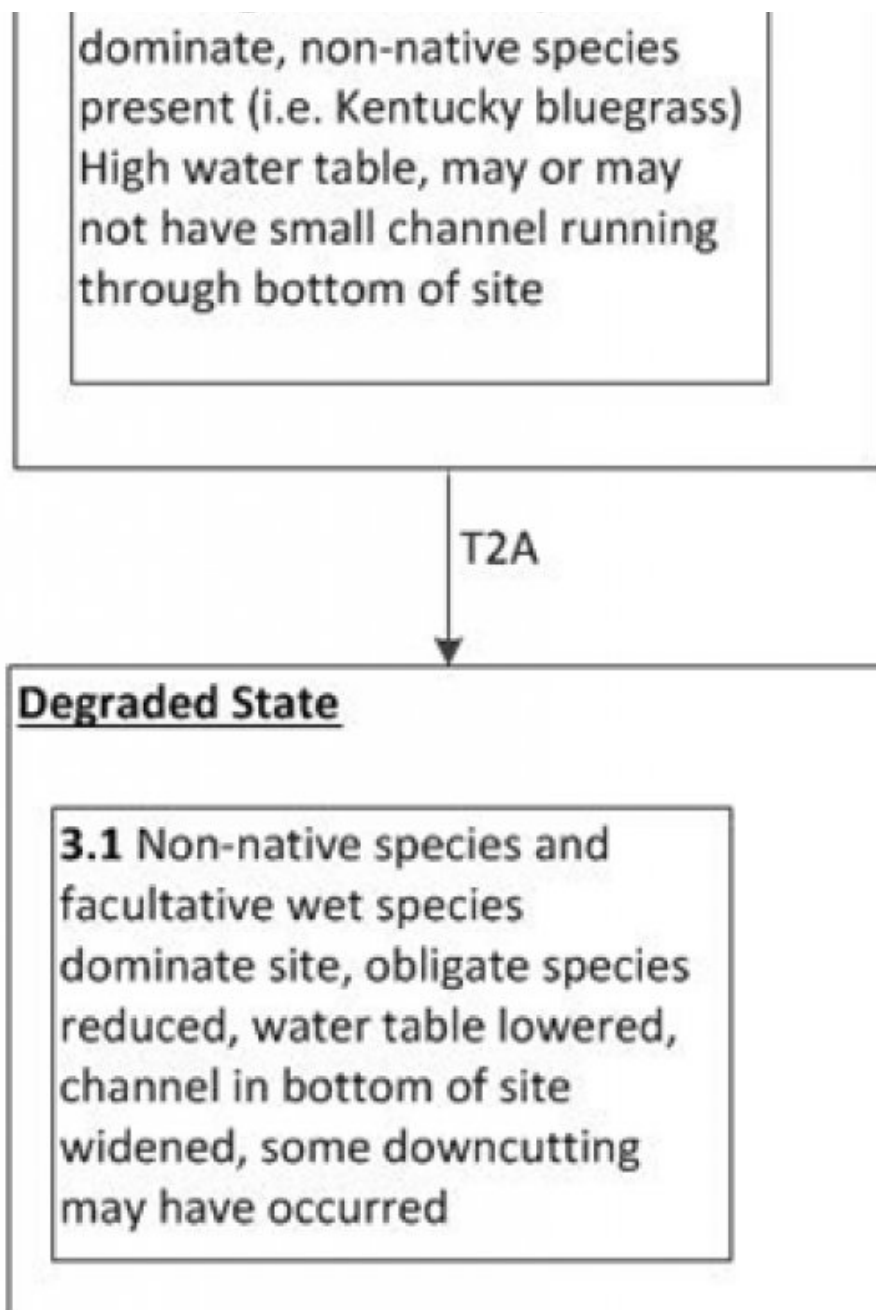 dominate, non-native species
present (i.e. Kentucky bluegrass)
High water table, may or may
not have small channel running
through bottom of site
T2A
Degraded State
3.1 Non-native species and
facultative wet species
dominate site, obligate species
reduced, water table lowered,
channel in bottom of site
widened, some downcutting
may have occurred